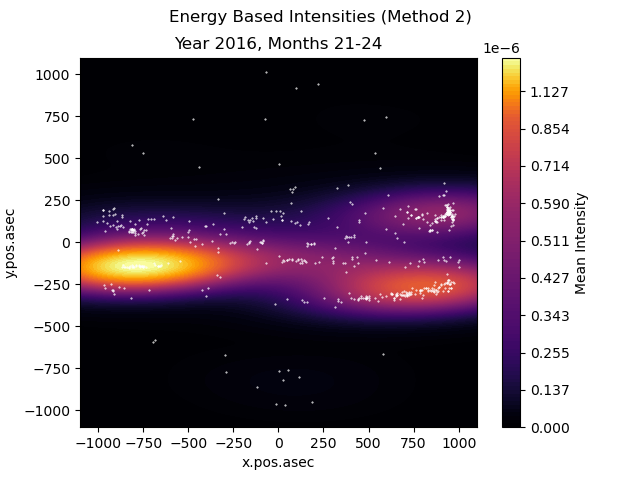 Energy Based Intensities (Method 2)
Year 2016, Months 21-24
1e−6
1000
750
500
250
0
−250
−500
−750
−1000
y.pos.asec
−1000 −750 −500 −250 0 250 500 750 1000
x.pos.asec
1.127
0.854
0.714
0.590
0.511
0.427
0.343
0.255
0.137
0.000
Mean Intensity